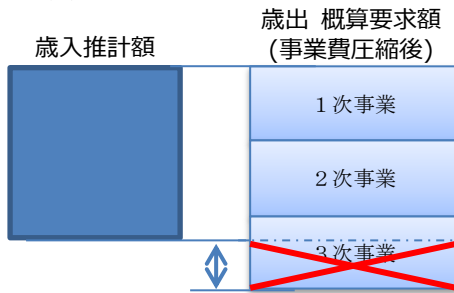 歳入推計額
歳出 概算要求額
(事業費圧縮後)
１次事業
２次事業
３次事業